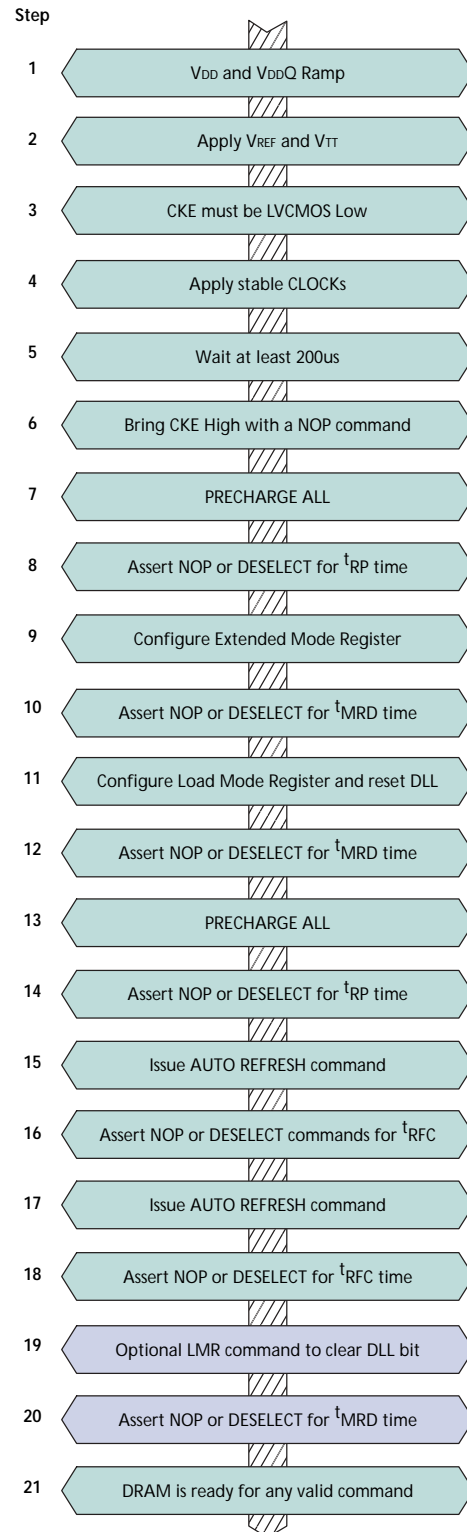 Step
1 VDD and VDDQ Ramp
2 Apply VREF and VTT
3 CKE must be LVCMOS Low
4 Apply stable CLOCKs
5 Wait at least 200us
6 Bring CKE High with a NOP command
7 PRECHARGE ALL
8 Assert NOP or DESELECT for tRP time
9 Configure Extended Mode Register
10 Assert NOP or DESELECT for tMRD time
11 Configure Load Mode Register and reset DLL
12 Assert NOP or DESELECT for tMRD time
13 PRECHARGE ALL
14 Assert NOP or DESELECT for tRP time
15 Issue AUTO REFRESH command
16 Assert NOP or DESELECT commands for tRFC
17 Issue AUTO REFRESH command
18 Assert NOP or DESELECT for tRFC time
19 Optional LMR command to clear DLL bit
20 Assert NOP or DESELECT for tMRD time
21 DRAM is ready for any valid command